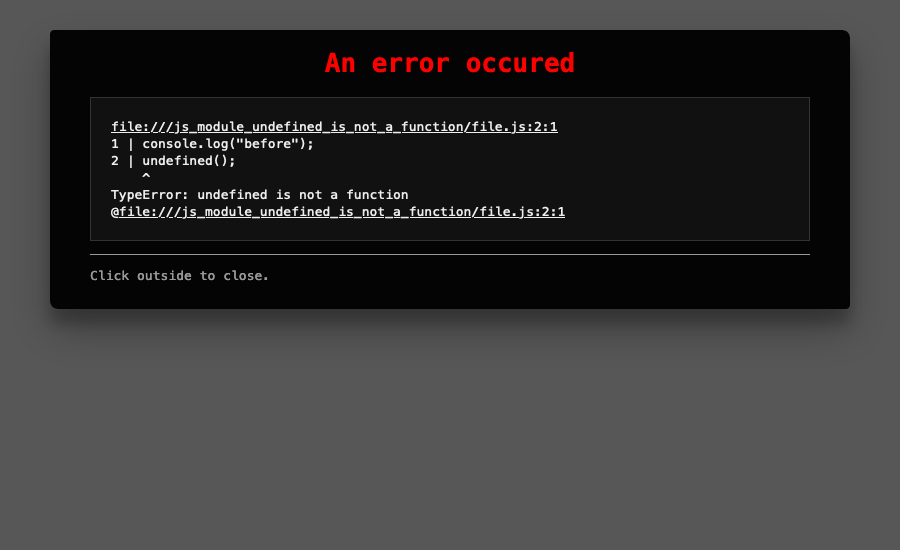 An error occured
file:///js_module_undefined_is_not_a_function/file.js:2:1
1 | console.log("before");
2 | undefined();
    ^
TypeError: undefined is not a function
@file:///js_module_undefined_is_not_a_function/file.js:2:1
Click outside to close.